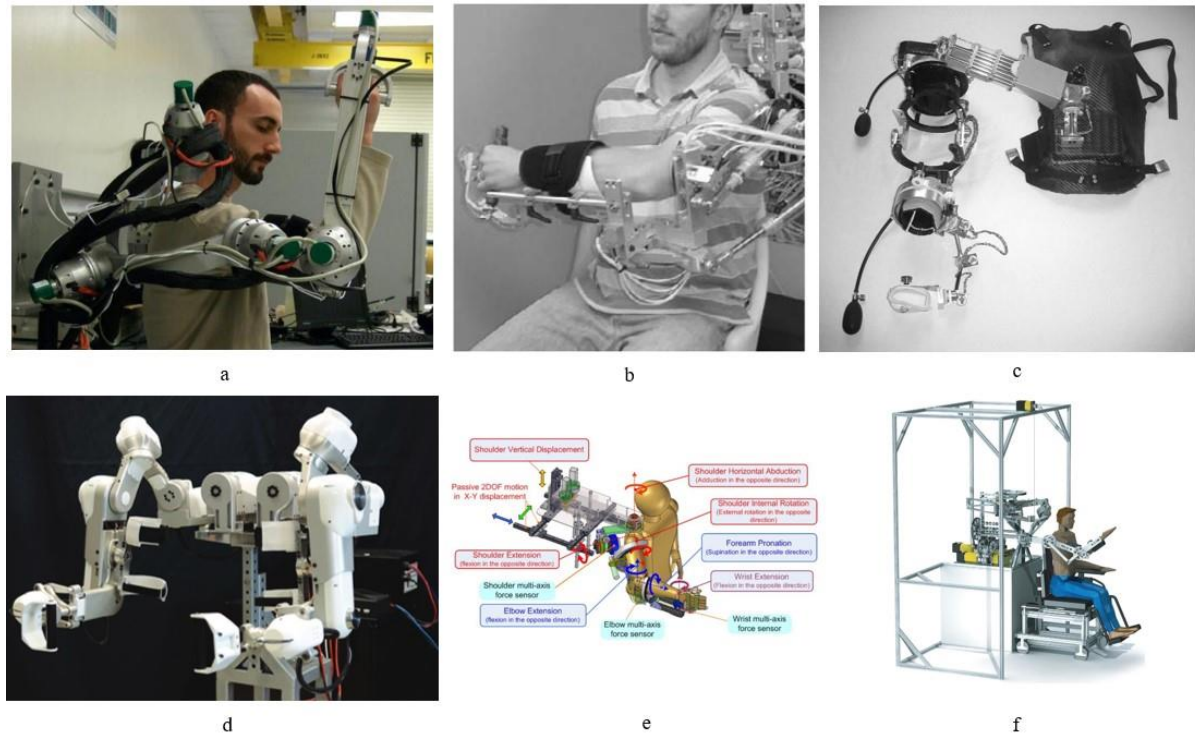 a
b
c
Shoulder Vertical Displacement
Shoulder Horizontal Abduction
(Adduction in the opposite direction)
Passive 2DOF motion
in X-Y displacement
Shoulder Internal Rotation
(External rotation in the opposite
direction)
Forearm Pronation
(Supination in the opposite direction)
Shoulder Extension
(flexion in the opposite direction)
Wrist Extension
(Flexion in the opposite direction)
Shoulder multi-axis
force sensor
Elbow Extension
(flexion in the opposite direction)
Elbow multi-axis
force sensor
Wrist multi-axis
force sensor
d
e
f